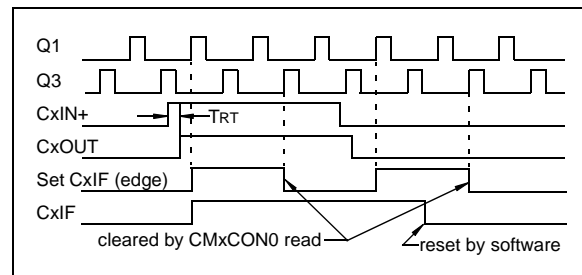 Q1
Q3
CxIN+
TRT
CxOUT
Set CxIF (edge)
CxIF
cleared by CMxCON0 read
reset by software